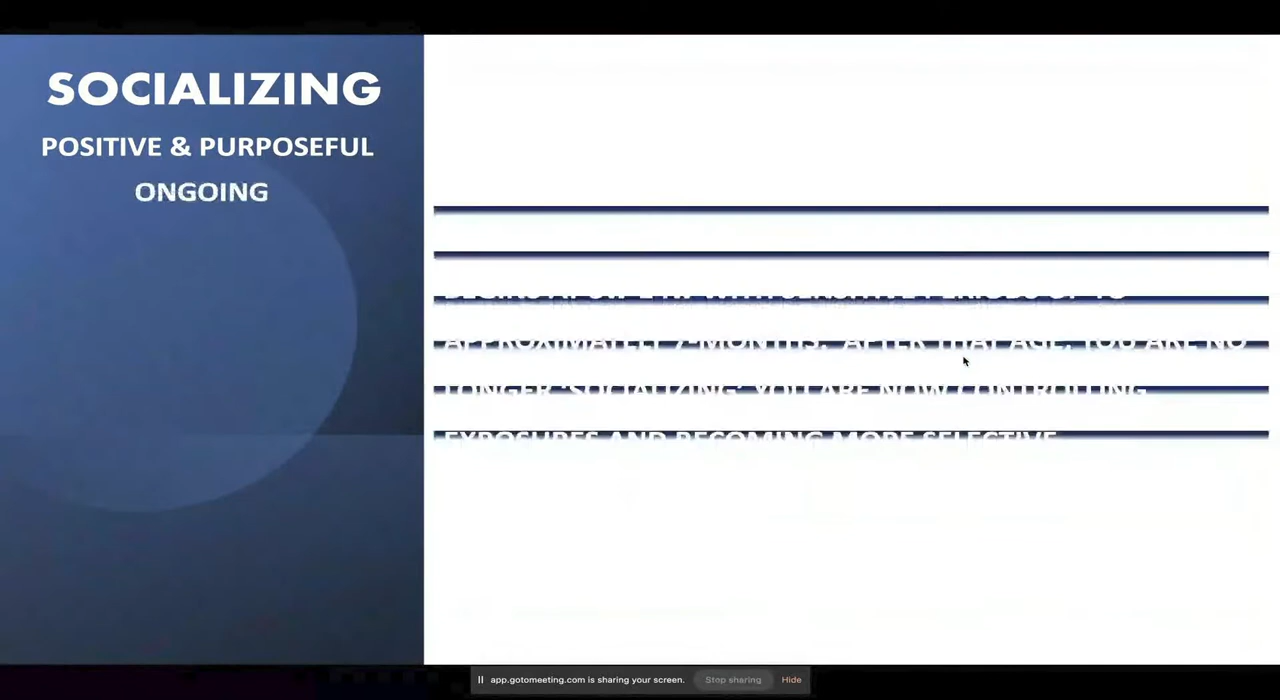 SOCIALIZING
POSITIVE & PURPOSEFUL
ONGOING
APPROXIMATELY 7-MONTHS. AFTER THAT AGE, YOU ARE NO
LONGER 'SOCIALIZING' YOU ARE NOW CONTROLLING
EXPOSURES AND BECOMING MORE SELECTIVE
app.gotomeeting.com is sharing your screen.
Stop sharing
Hide